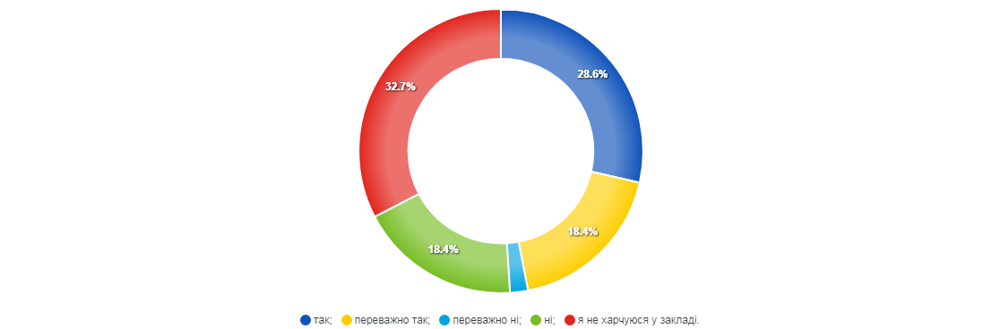 28.6%
32.7%
18.4%
18.4%
так; переважно так; переважно ні; ні; я не харчуюся у закладі.